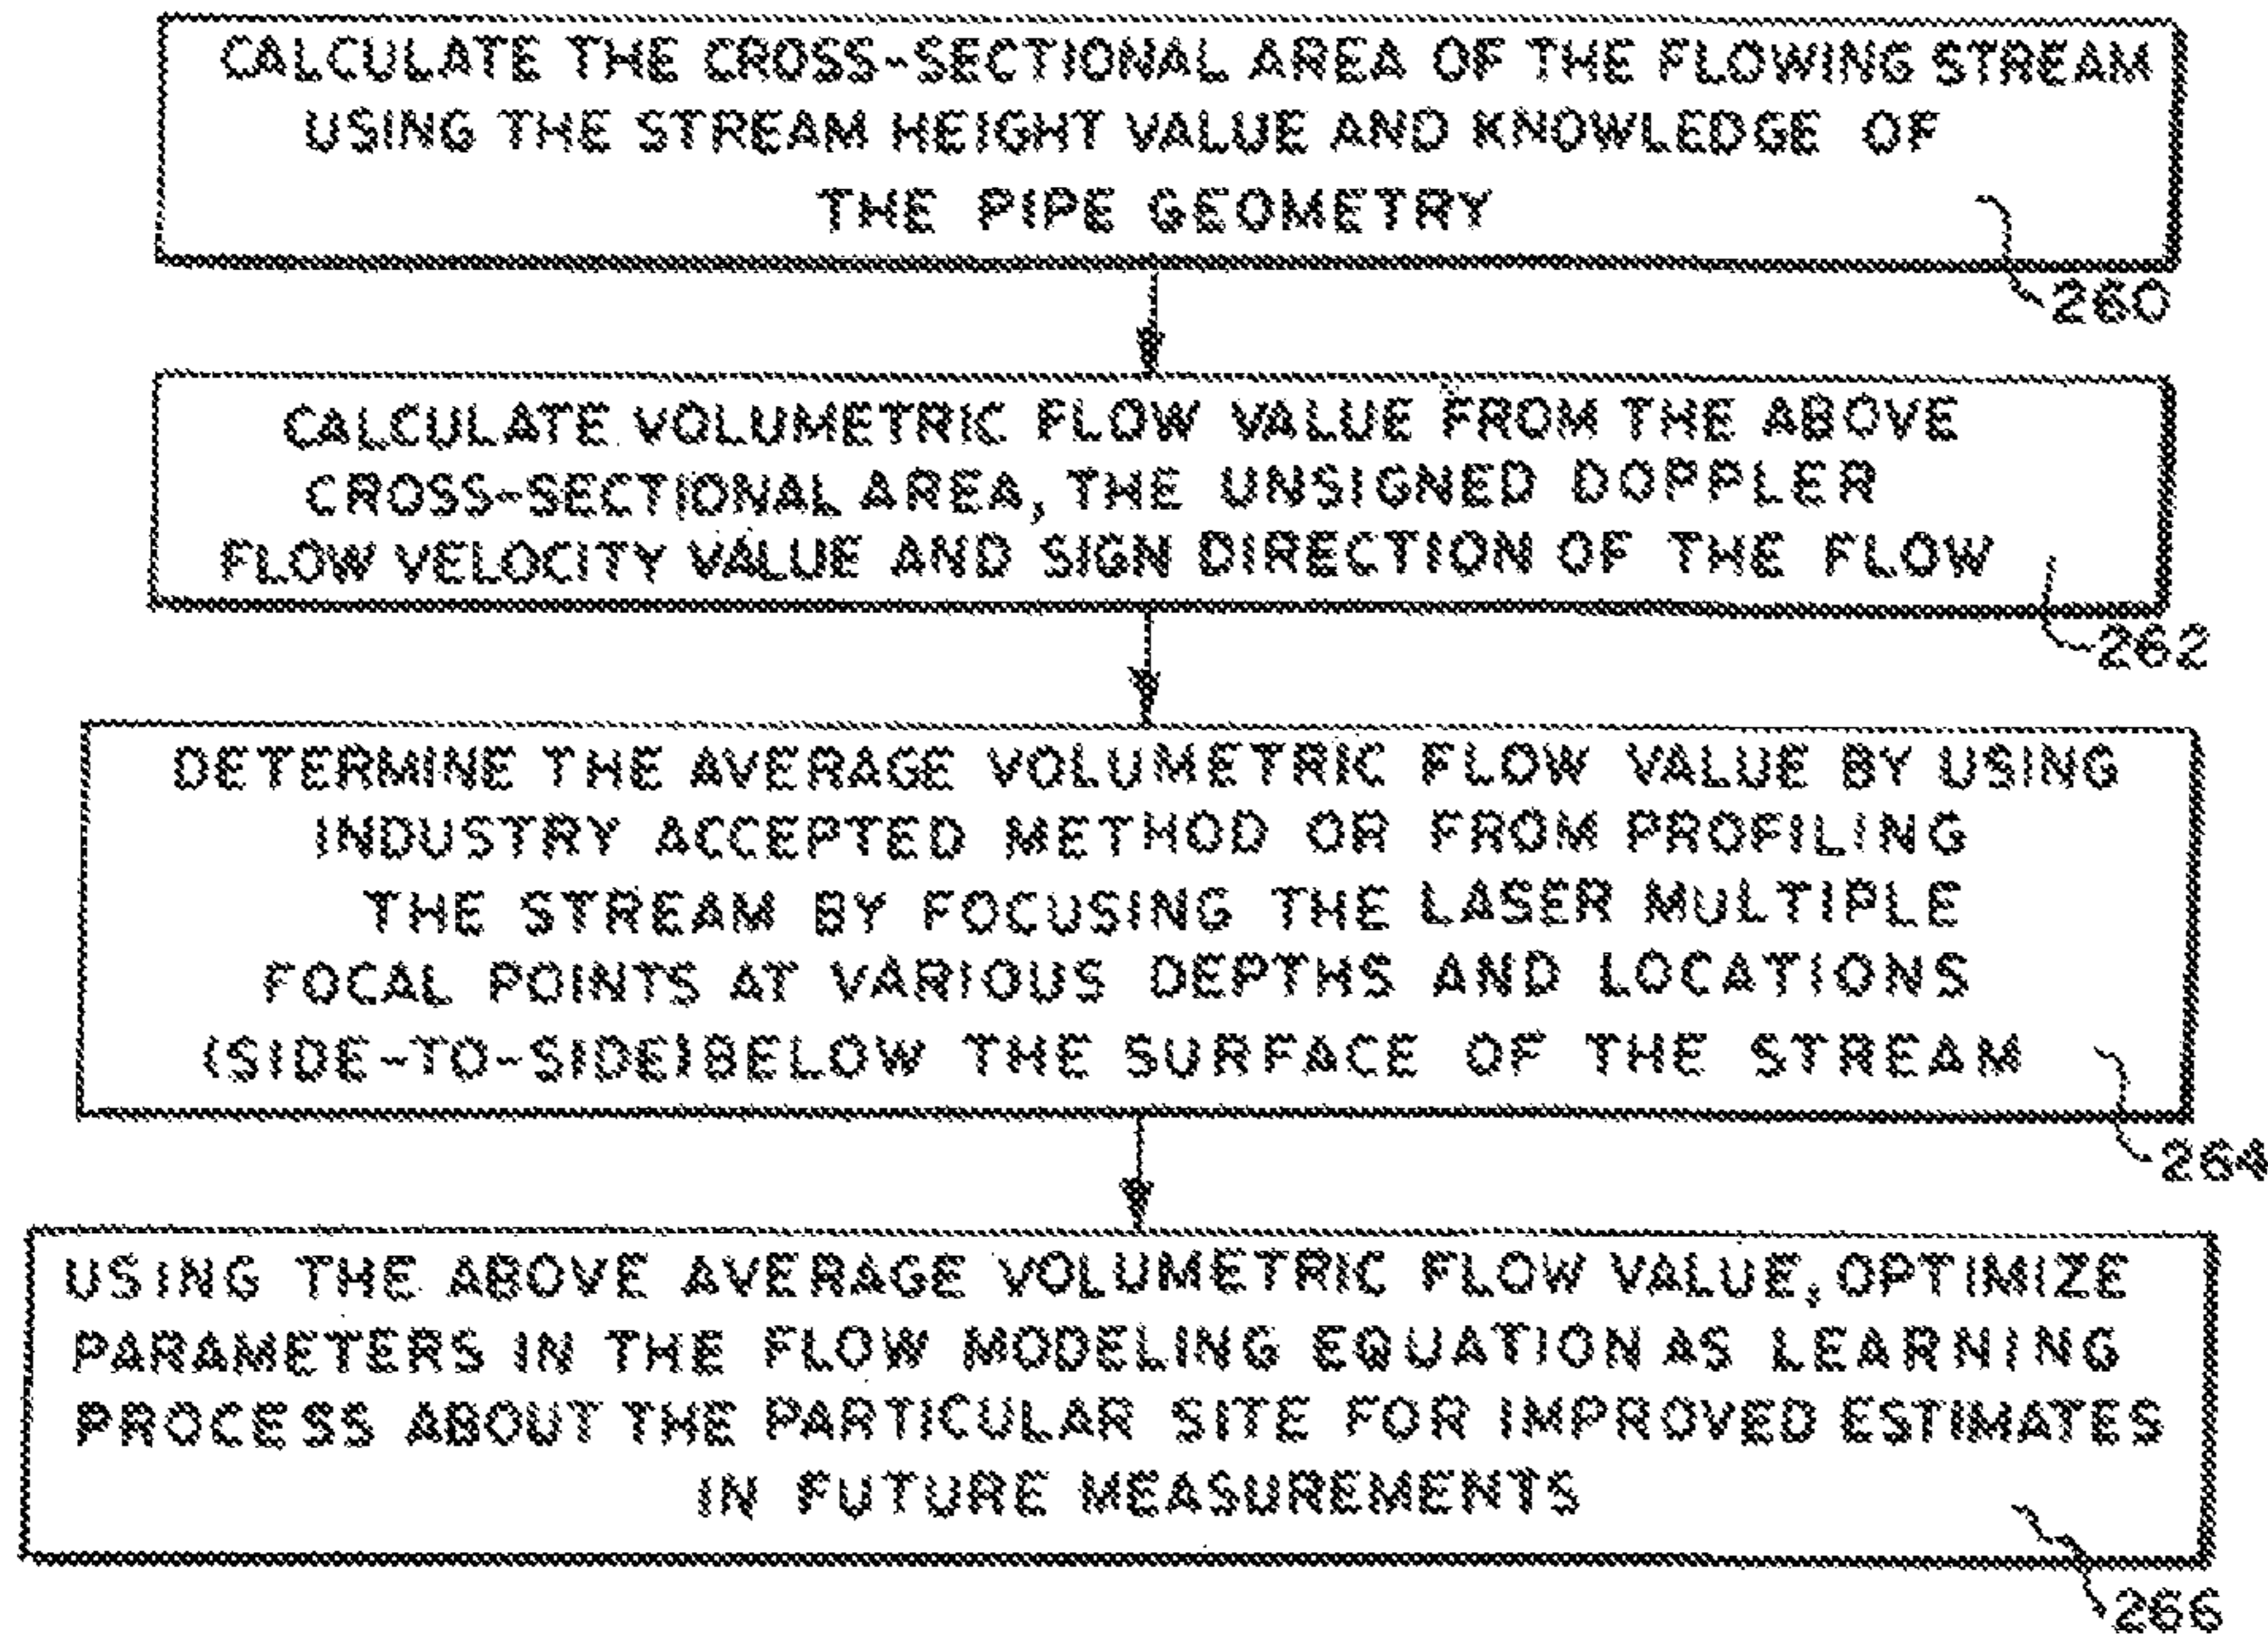 CALCULATE THE CROSS-SECTIONAL AREA OF THE FLOWING STREAM
USING THE STREAM HEIGHT VALUE AND KNOWLEDGE OF
THE PIPE GEOMETRY
260
CALCULATE VOLUMETRIC FLOW VALUE FROM THE ABOVE
CROSS-SECTIONAL AREA, THE UNSIGNED DOPPLER
FLOW VELOCITY VALUE AND SIGN DIRECTION OF THE FLOW
262
DETERMINE THE AVERAGE VOLUMETRIC FLOW VALUE BY USING
INDUSTRY ACCEPTED METHOD OR FROM PROFILING
THE STREAM BY FOCUSING THE LASER MULTIPLE
FOCAL POINTS AT VARIOUS DEPTHS AND LOCATIONS
(SIDE-TO-SIDE) BELOW THE SURFACE OF THE STREAM
264
USING THE ABOVE AVERAGE VOLUMETRIC FLOW VALUE, OPTIMIZE
PARAMETERS IN THE FLOW MODELING EQUATION AS LEARNING
PROCESS ABOUT THE PARTICULAR SITE FOR IMPROVED ESTIMATES
IN FUTURE MEASUREMENTS
266